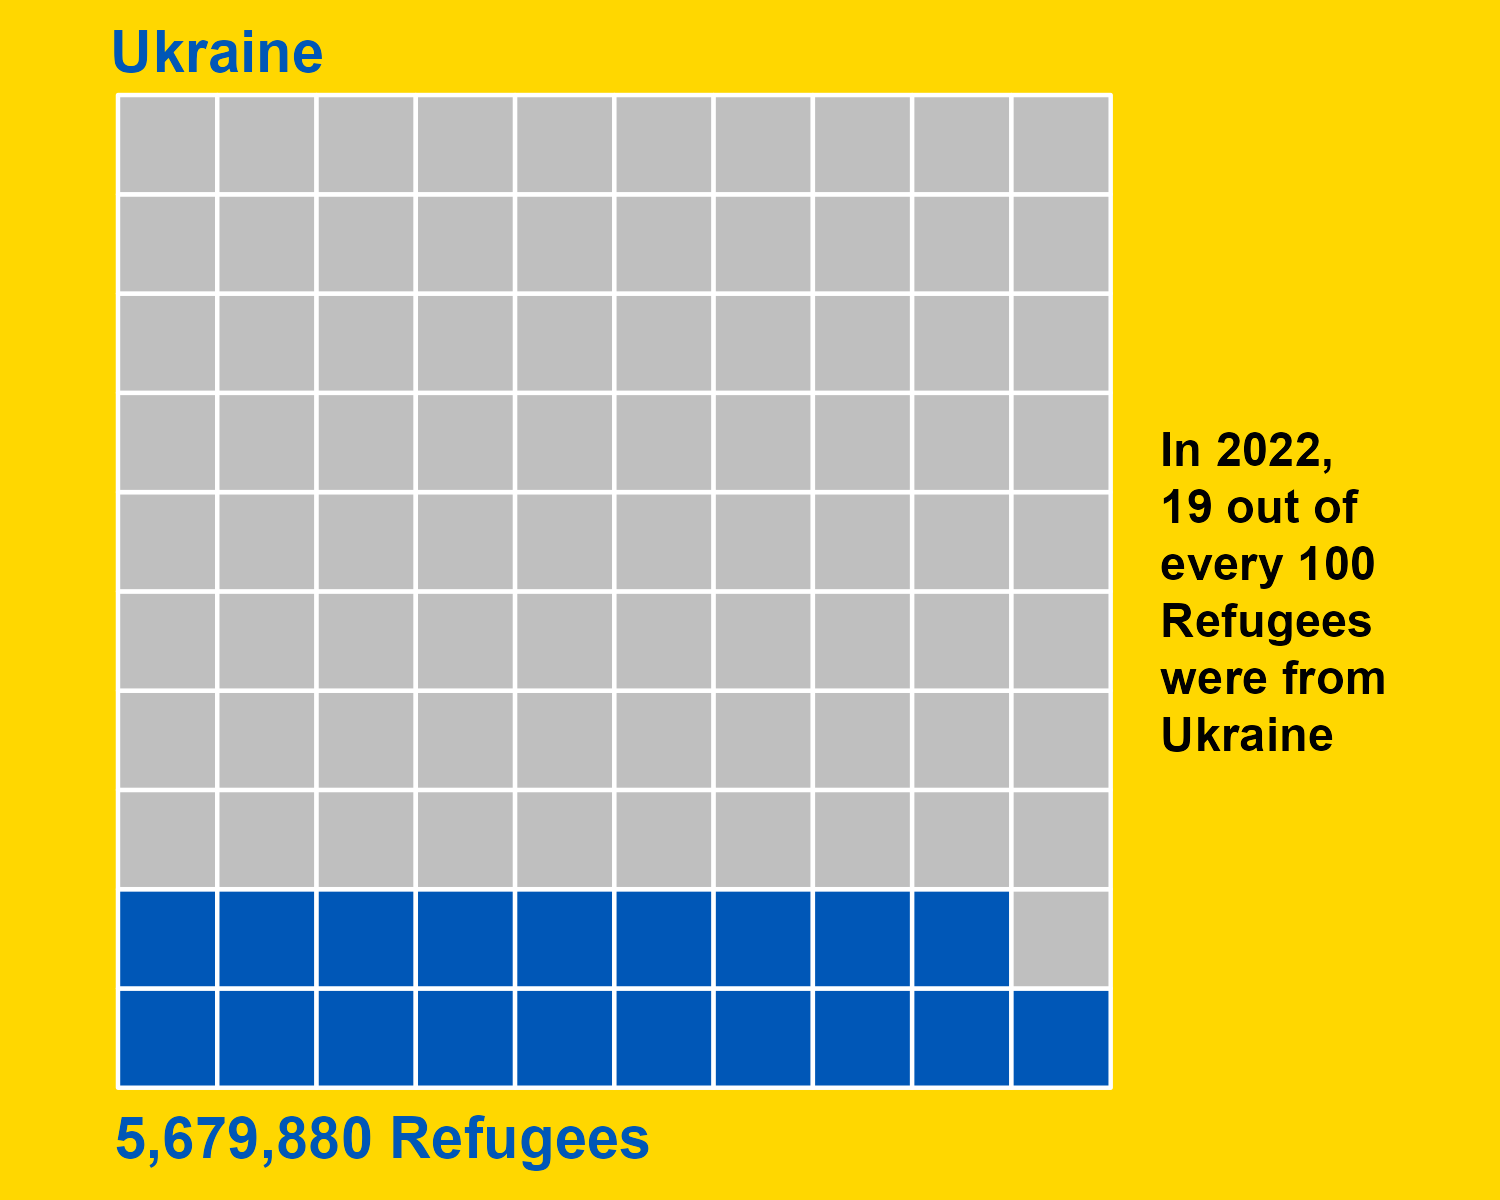 Ukraine
In 2022,
19 out of
every 100
Refugees
were from
Ukraine
5,679,880 Refugees